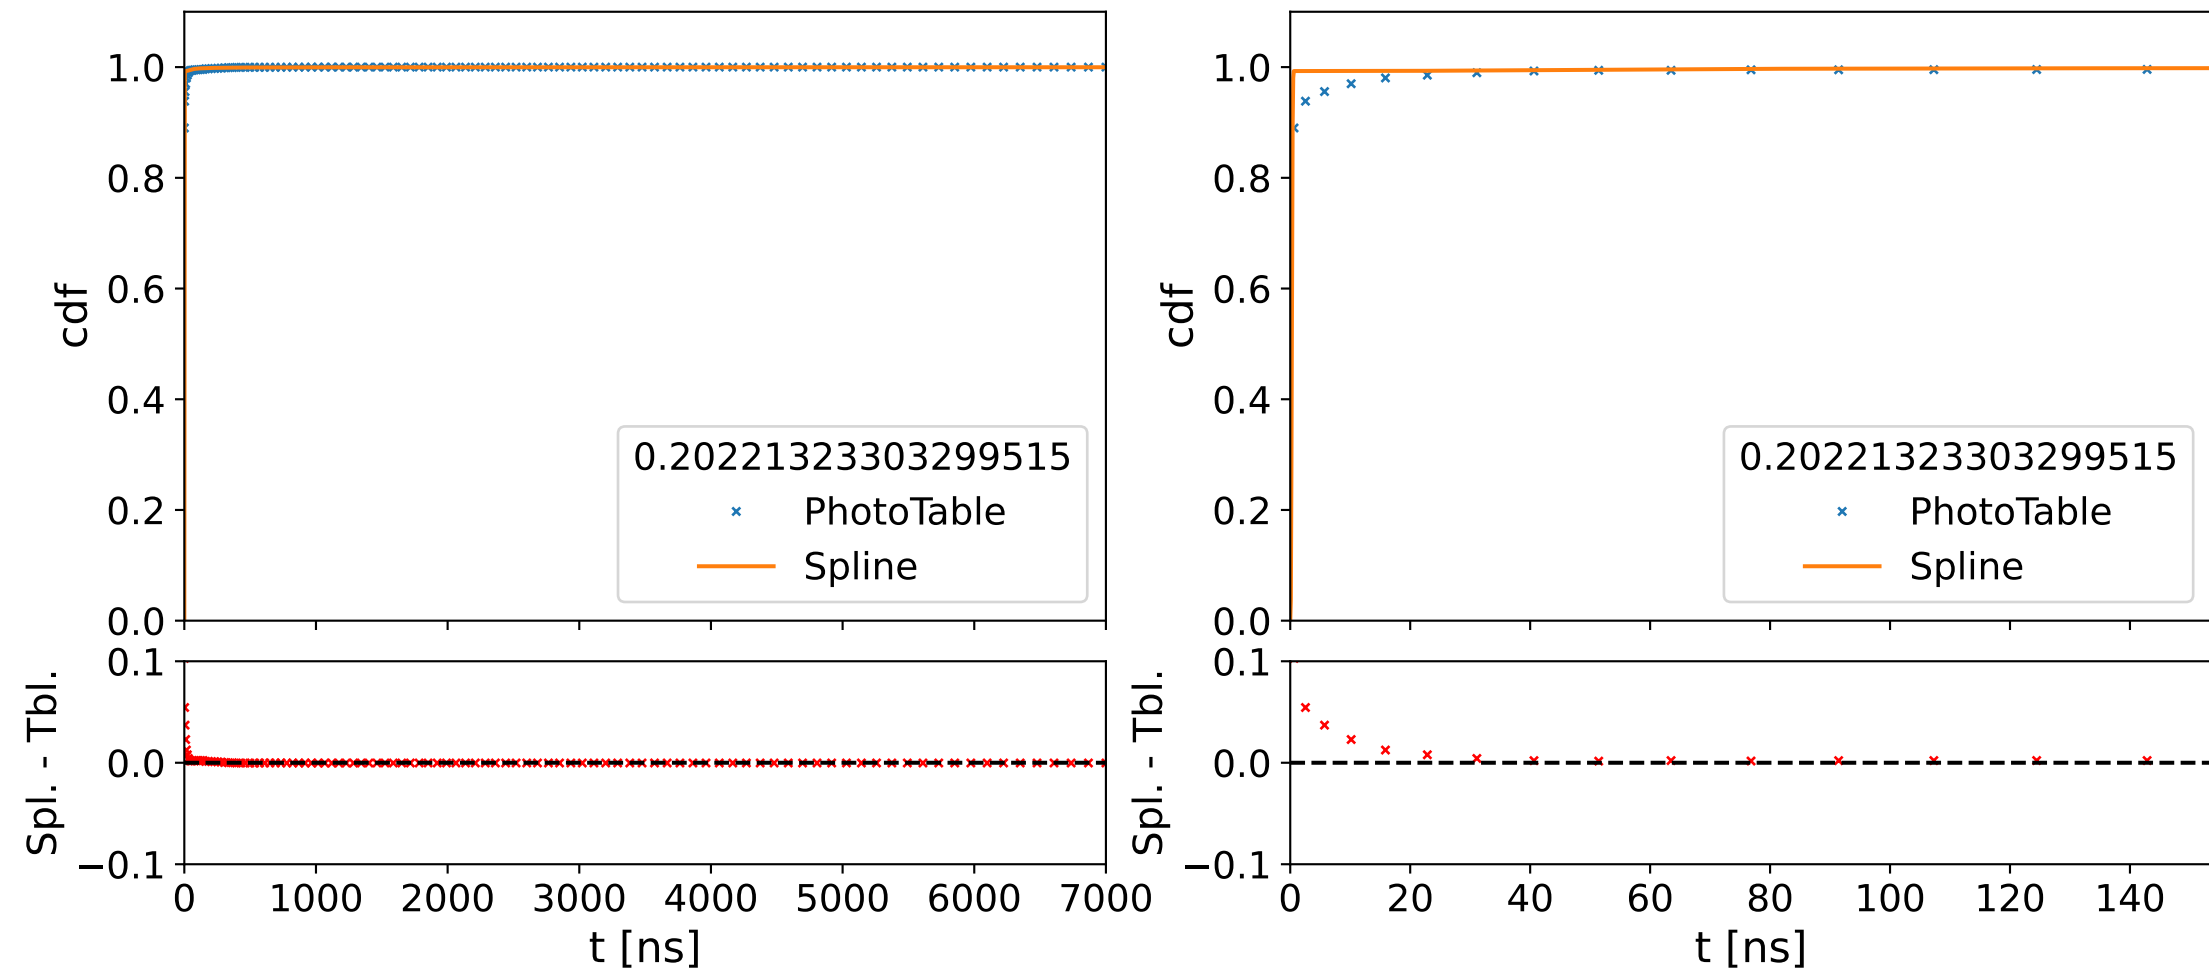 cdf
1.0
0.8
0.6
0.4
0.2
0.0
0.20221323303299515
PhotoTable
Spline
Spl. - Tbl.
0.1
0.0
−0.1
0 1000 2000 3000 4000 5000 6000 7000
t [ns]
cdf
1.0
0.8
0.6
0.4
0.2
0.0
0.20221323303299515
PhotoTable
Spline
Spl. - Tbl.
0.1
0.0
−0.1
0 20 40 60 80 100 120 140
t [ns]